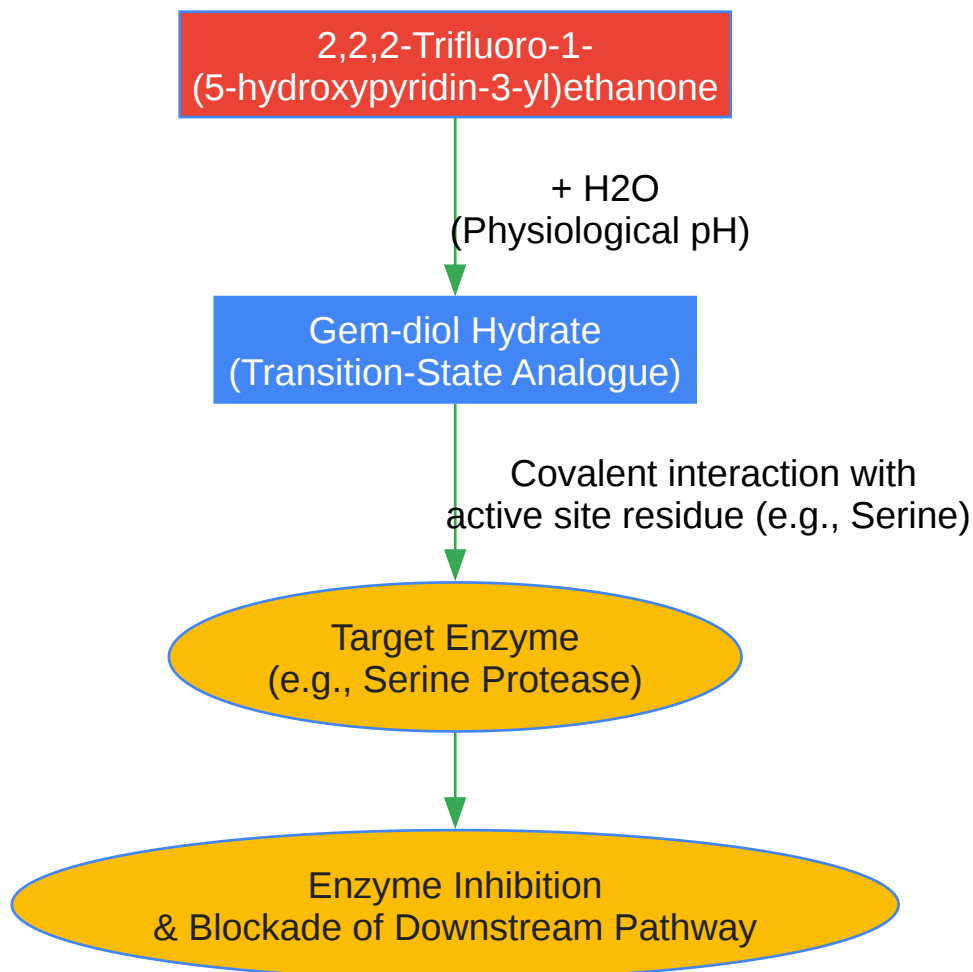 2,2,2-Trifluoro-1-
(5-hydroxypyridin-3-yl)ethanone
+ H2O
(Physiological pH)
Gem-diol Hydrate
(Transition-State Analogue)
Covalent interaction with
active site residue (e.g., Serine)
Target Enzyme
(e.g., Serine Protease)
Enzyme Inhibition
& Blockade of Downstream Pathway